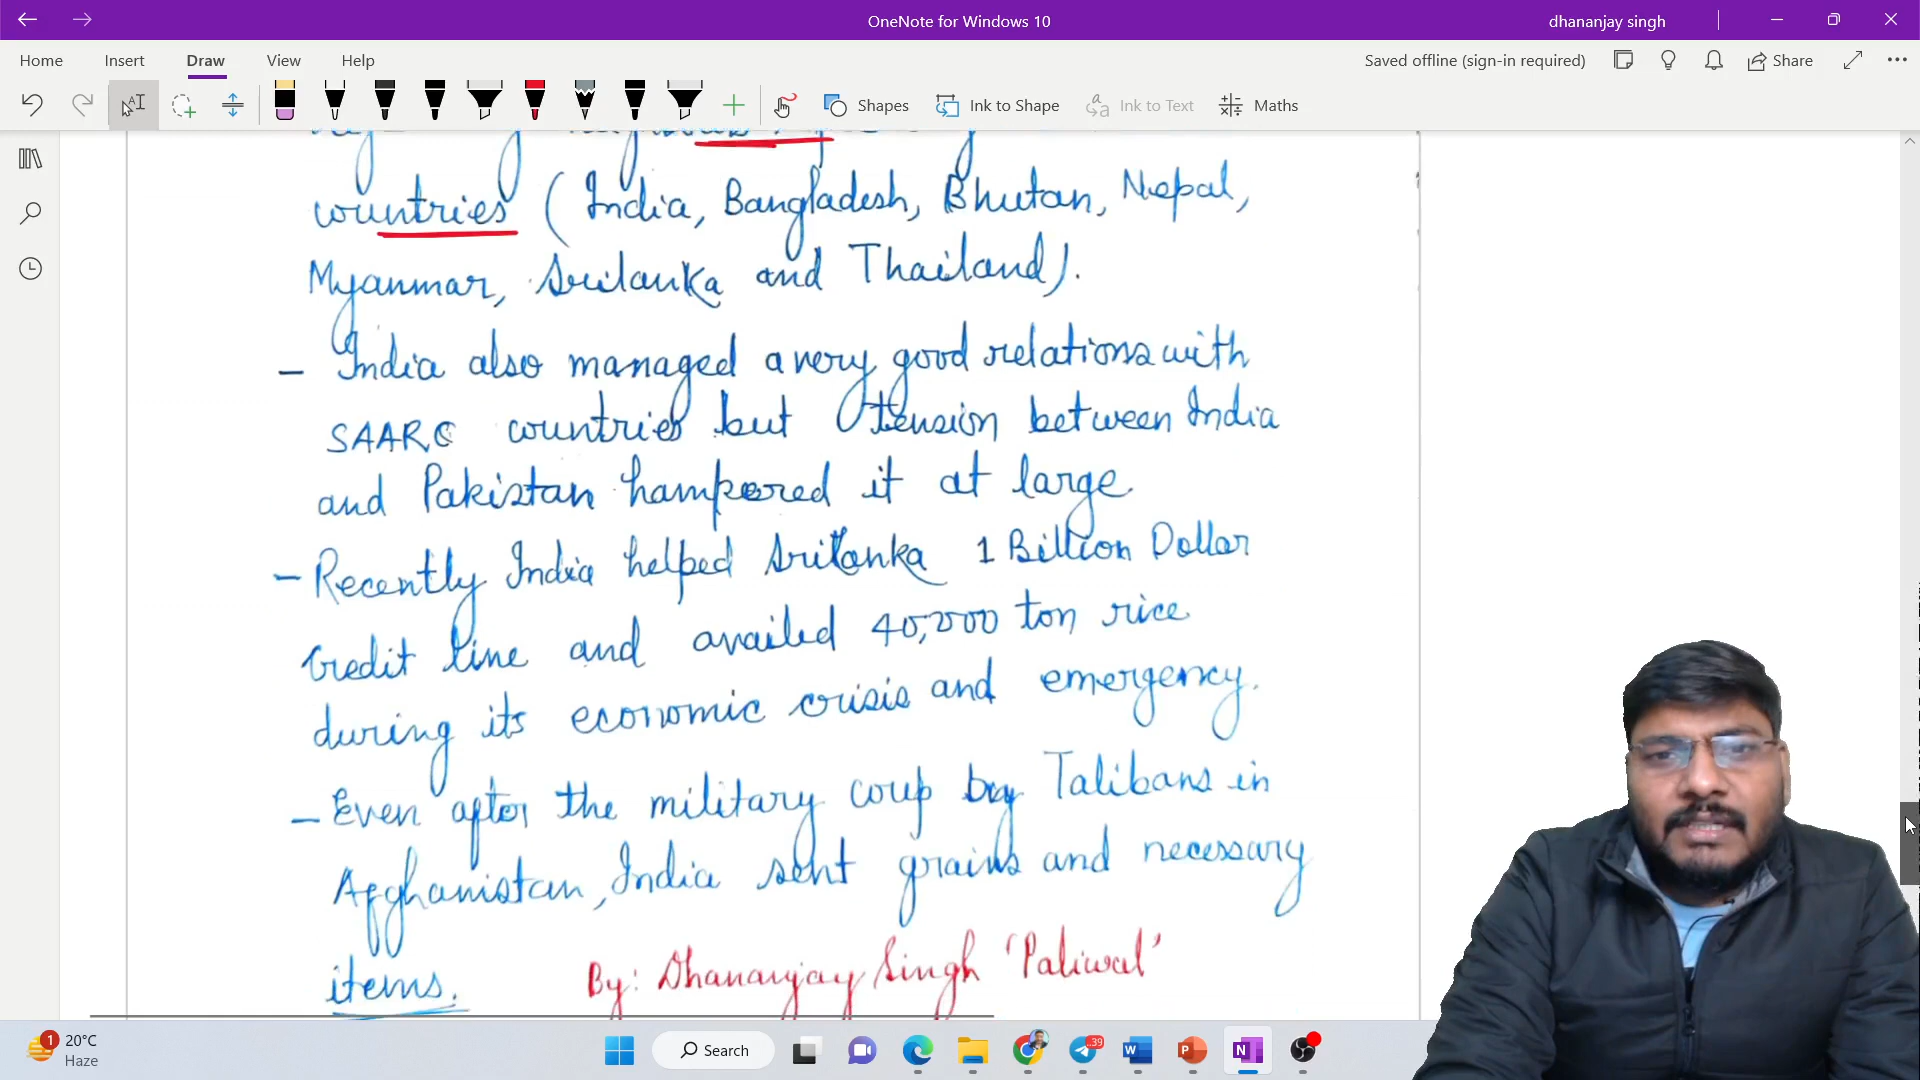 OneNote for Windows 10
dhananjay singh
Home Insert Draw View Help
Saved offline (sign-in required)
Share
Shapes Ink to Shape Ink to Text Maths
countries (India, Bangladesh, Bhutan, Nepal,
Myanmar, Srilanka and Thailand).
- India also managed a very good relations with
SAARC countries but tension between India
and Pakistan hampered it at large
- Recently India helped Srilanka 1 Billion Dollar
credit line and availed 40,000 ton rice
during its economic crisis and emergency.
- Even after the military coup by Talibans in
Afghanistan, India sent grains and necessary
items.
By: Dhananjay Singh 'Paliwal'
1 20°C
Haze
Search
39